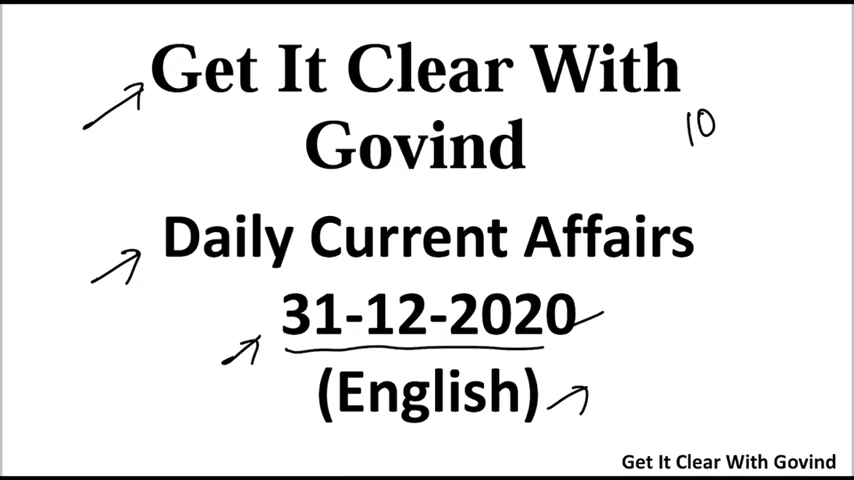 Get It Clear With
Govind
10
Daily Current Affairs
31-12-2020
(English)
Get It Clear With Govind